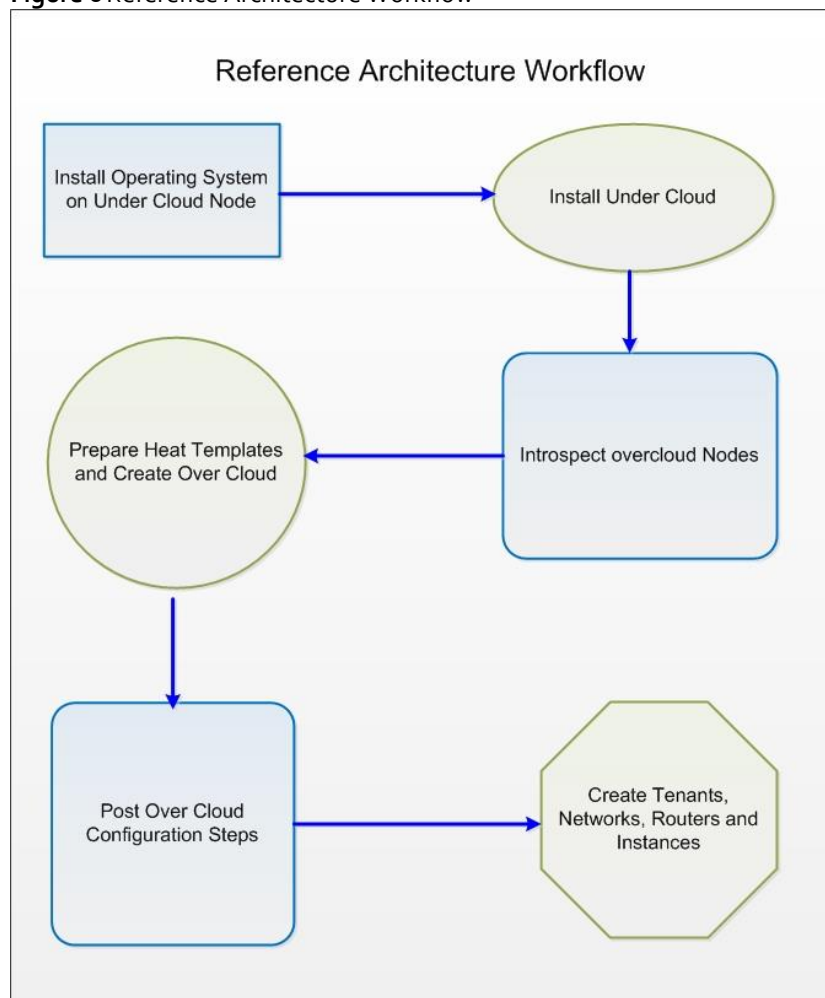 Reference Architecture Workflow
Install Operating System
on Under Cloud Node
Install Under Cloud
Introspect overcloud Nodes
Prepare Heat Templates
and Create Over Cloud
Post Over Cloud
Configuration Steps
Create Tenants,
Networks, Routers and
Instances